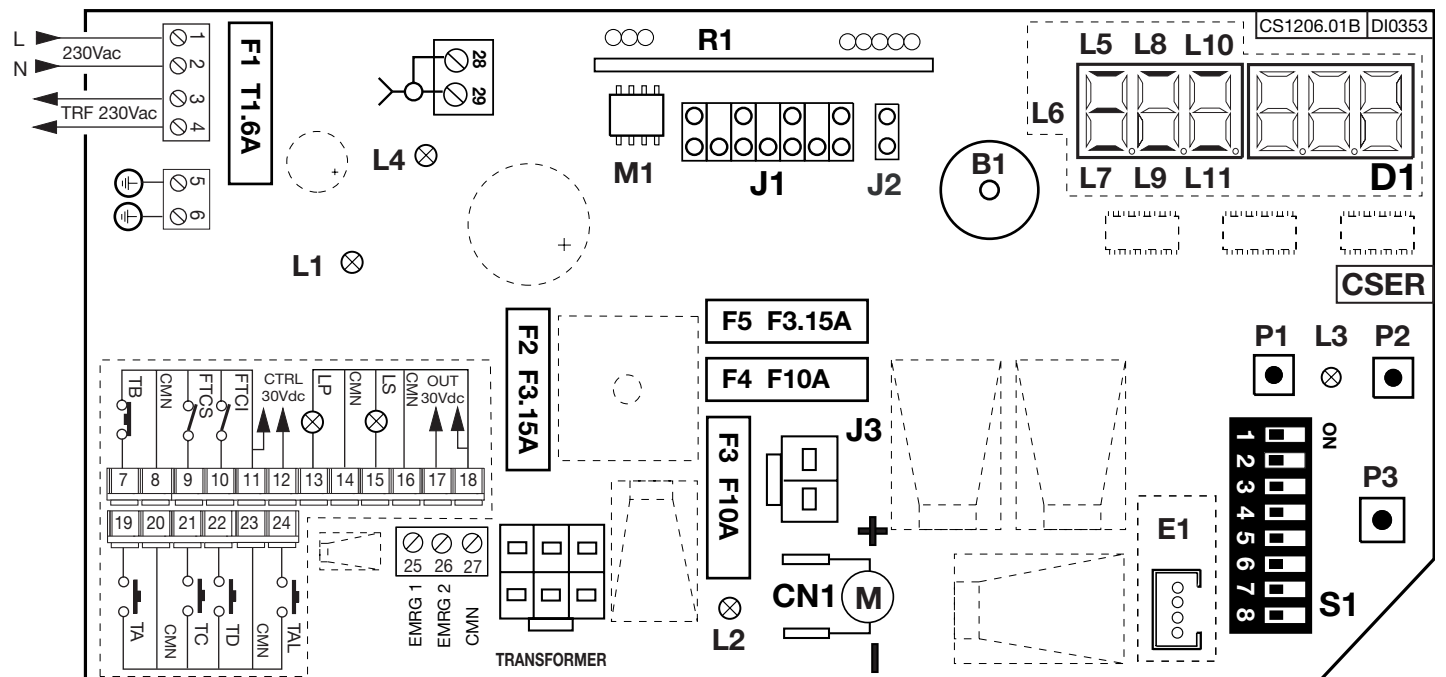 CS1206.01B DI0353
L 230Vac
N
TRF 230Vac
1
2
3
4
5
6
F1 T1.6A
28
29
L4
L1
R1
M1
J1
J2
B1
L5 L8 L10
L6
L7 L9 L11
D1
CSER
P1 L3 P2
P3
F2 F3.15A
F5 F3.15A
F4 F10A
F3 F10A
J3
TB CMN FTCS FTCI CTRL 30Vdc LP CMN LS CMN OUT 30Vdc
7 8 9 10 11 12 13 14 15 16 17 18
19 20 21 22 23 24
TA CMN TC TD CMN TAL
25 26 27
EMRG 1 EMRG 2 CMN
TRANSFORMER
L2
+
CN1 M
-
E1
ON
1
2
3
4
5
6
7
8
S1